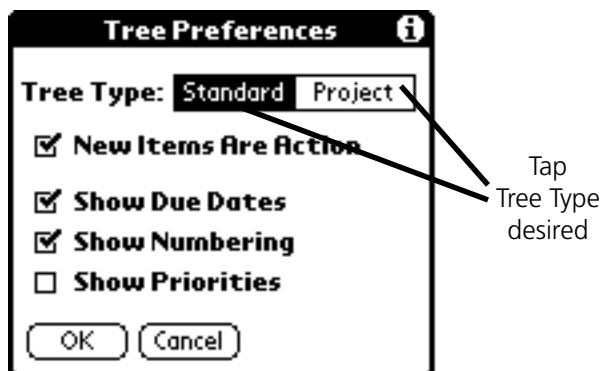 Tree Preferences i
Tree Type: Standard Project
New Items Are Action
Show Due Dates
Show Numbering
Show Priorities
OK Cancel
Tap
Tree Type
desired